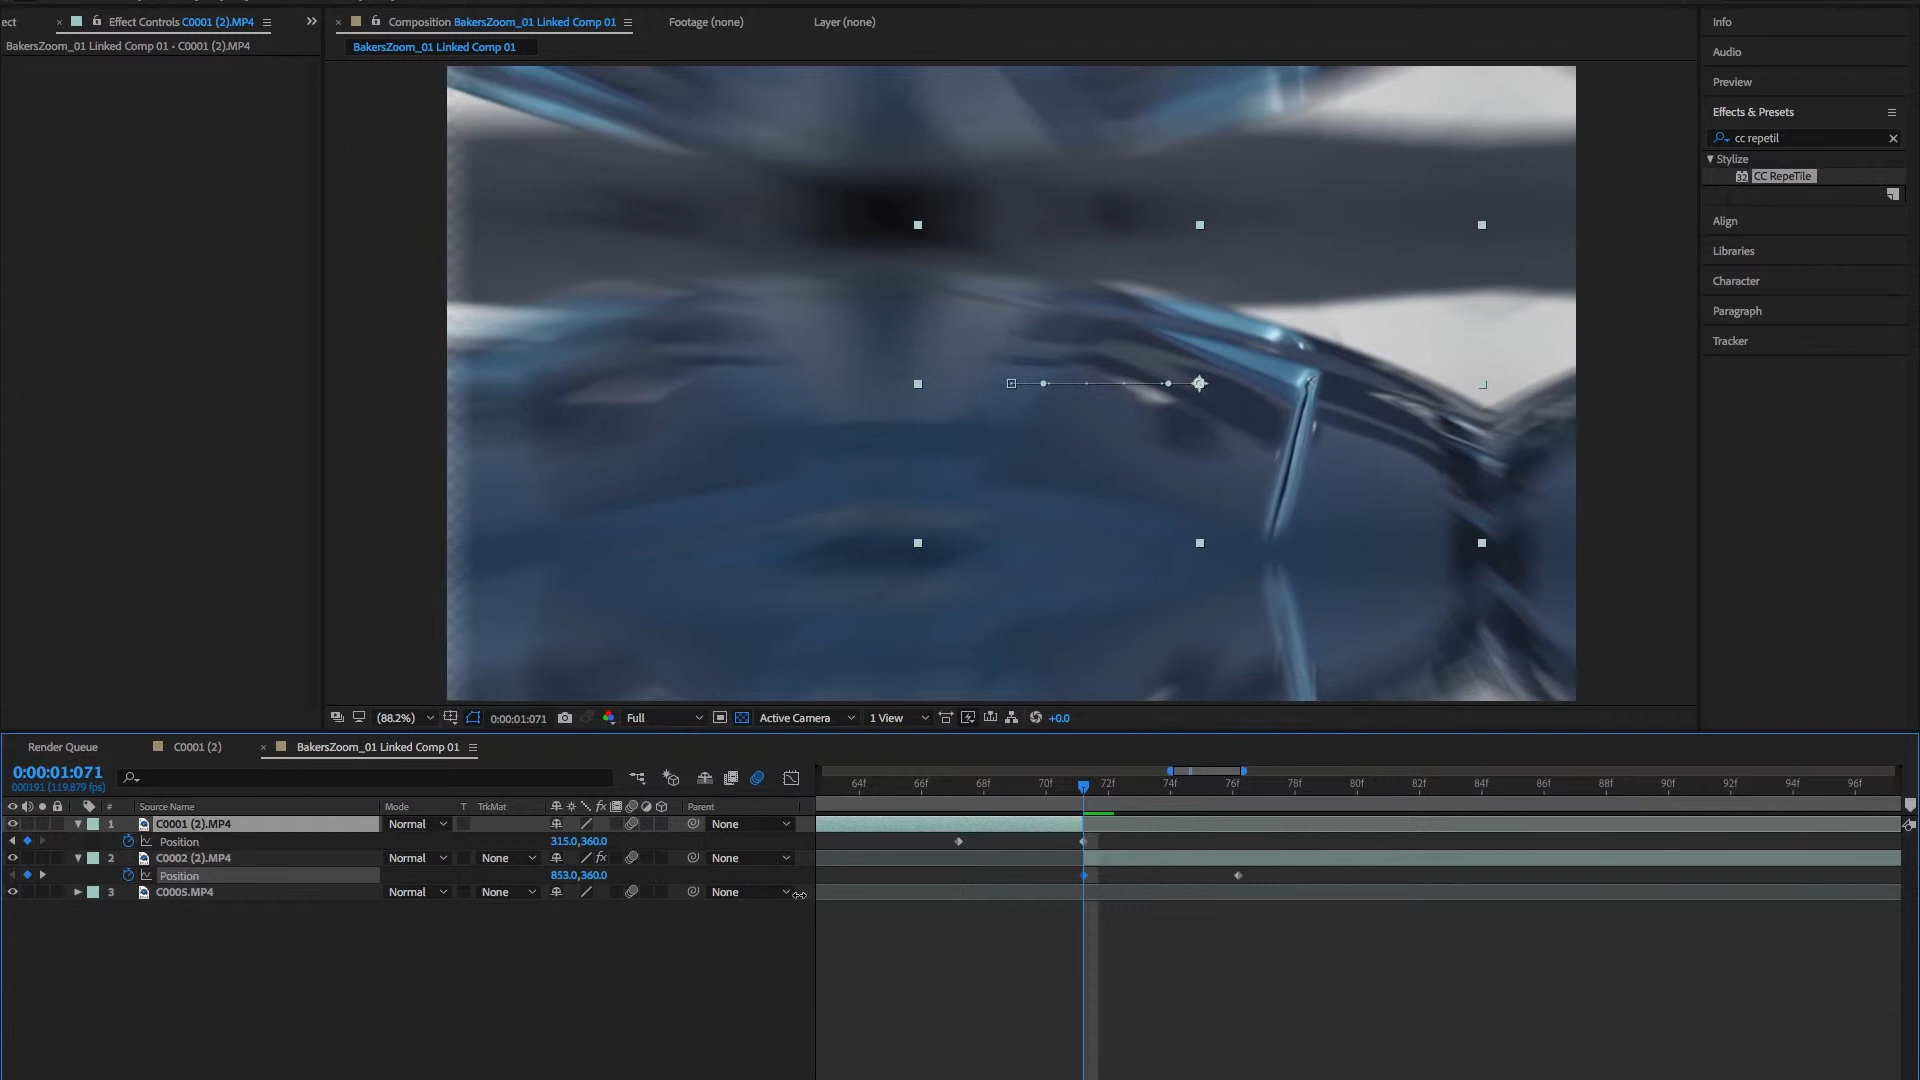 ect × Effect Controls C0001 (2).MP4
BakersZoom_01 Linked Comp 01 • C0001 (2).MP4
× Composition BakersZoom_01 Linked Comp 01
Footage (none)
Layer (none)
BakersZoom_01 Linked Comp 01
Info
Audio
Preview
Effects & Presets
cc repetil
Stylize
32 CC RepeTile
Align
Libraries
Character
Paragraph
Tracker
(88.2%) 0:00:01:071 Full Active Camera 1 View +0.0
Render Queue
C0001 (2)
× BakersZoom_01 Linked Comp 01
0:00:01:071
000191 (119.879 fps)
64f 66f 68f 70f 72f 74f 76f 78f 80f 82f 84f 86f 88f 90f 92f 94f 96f
# Source Name Mode T TrkMat fx Parent
1 C0001 (2).MP4 Normal None
Position 315.0,360.0
2 C0002 (2).MP4 Normal None fx None
Position 853.0,360.0
3 C0005.MP4 Normal None None